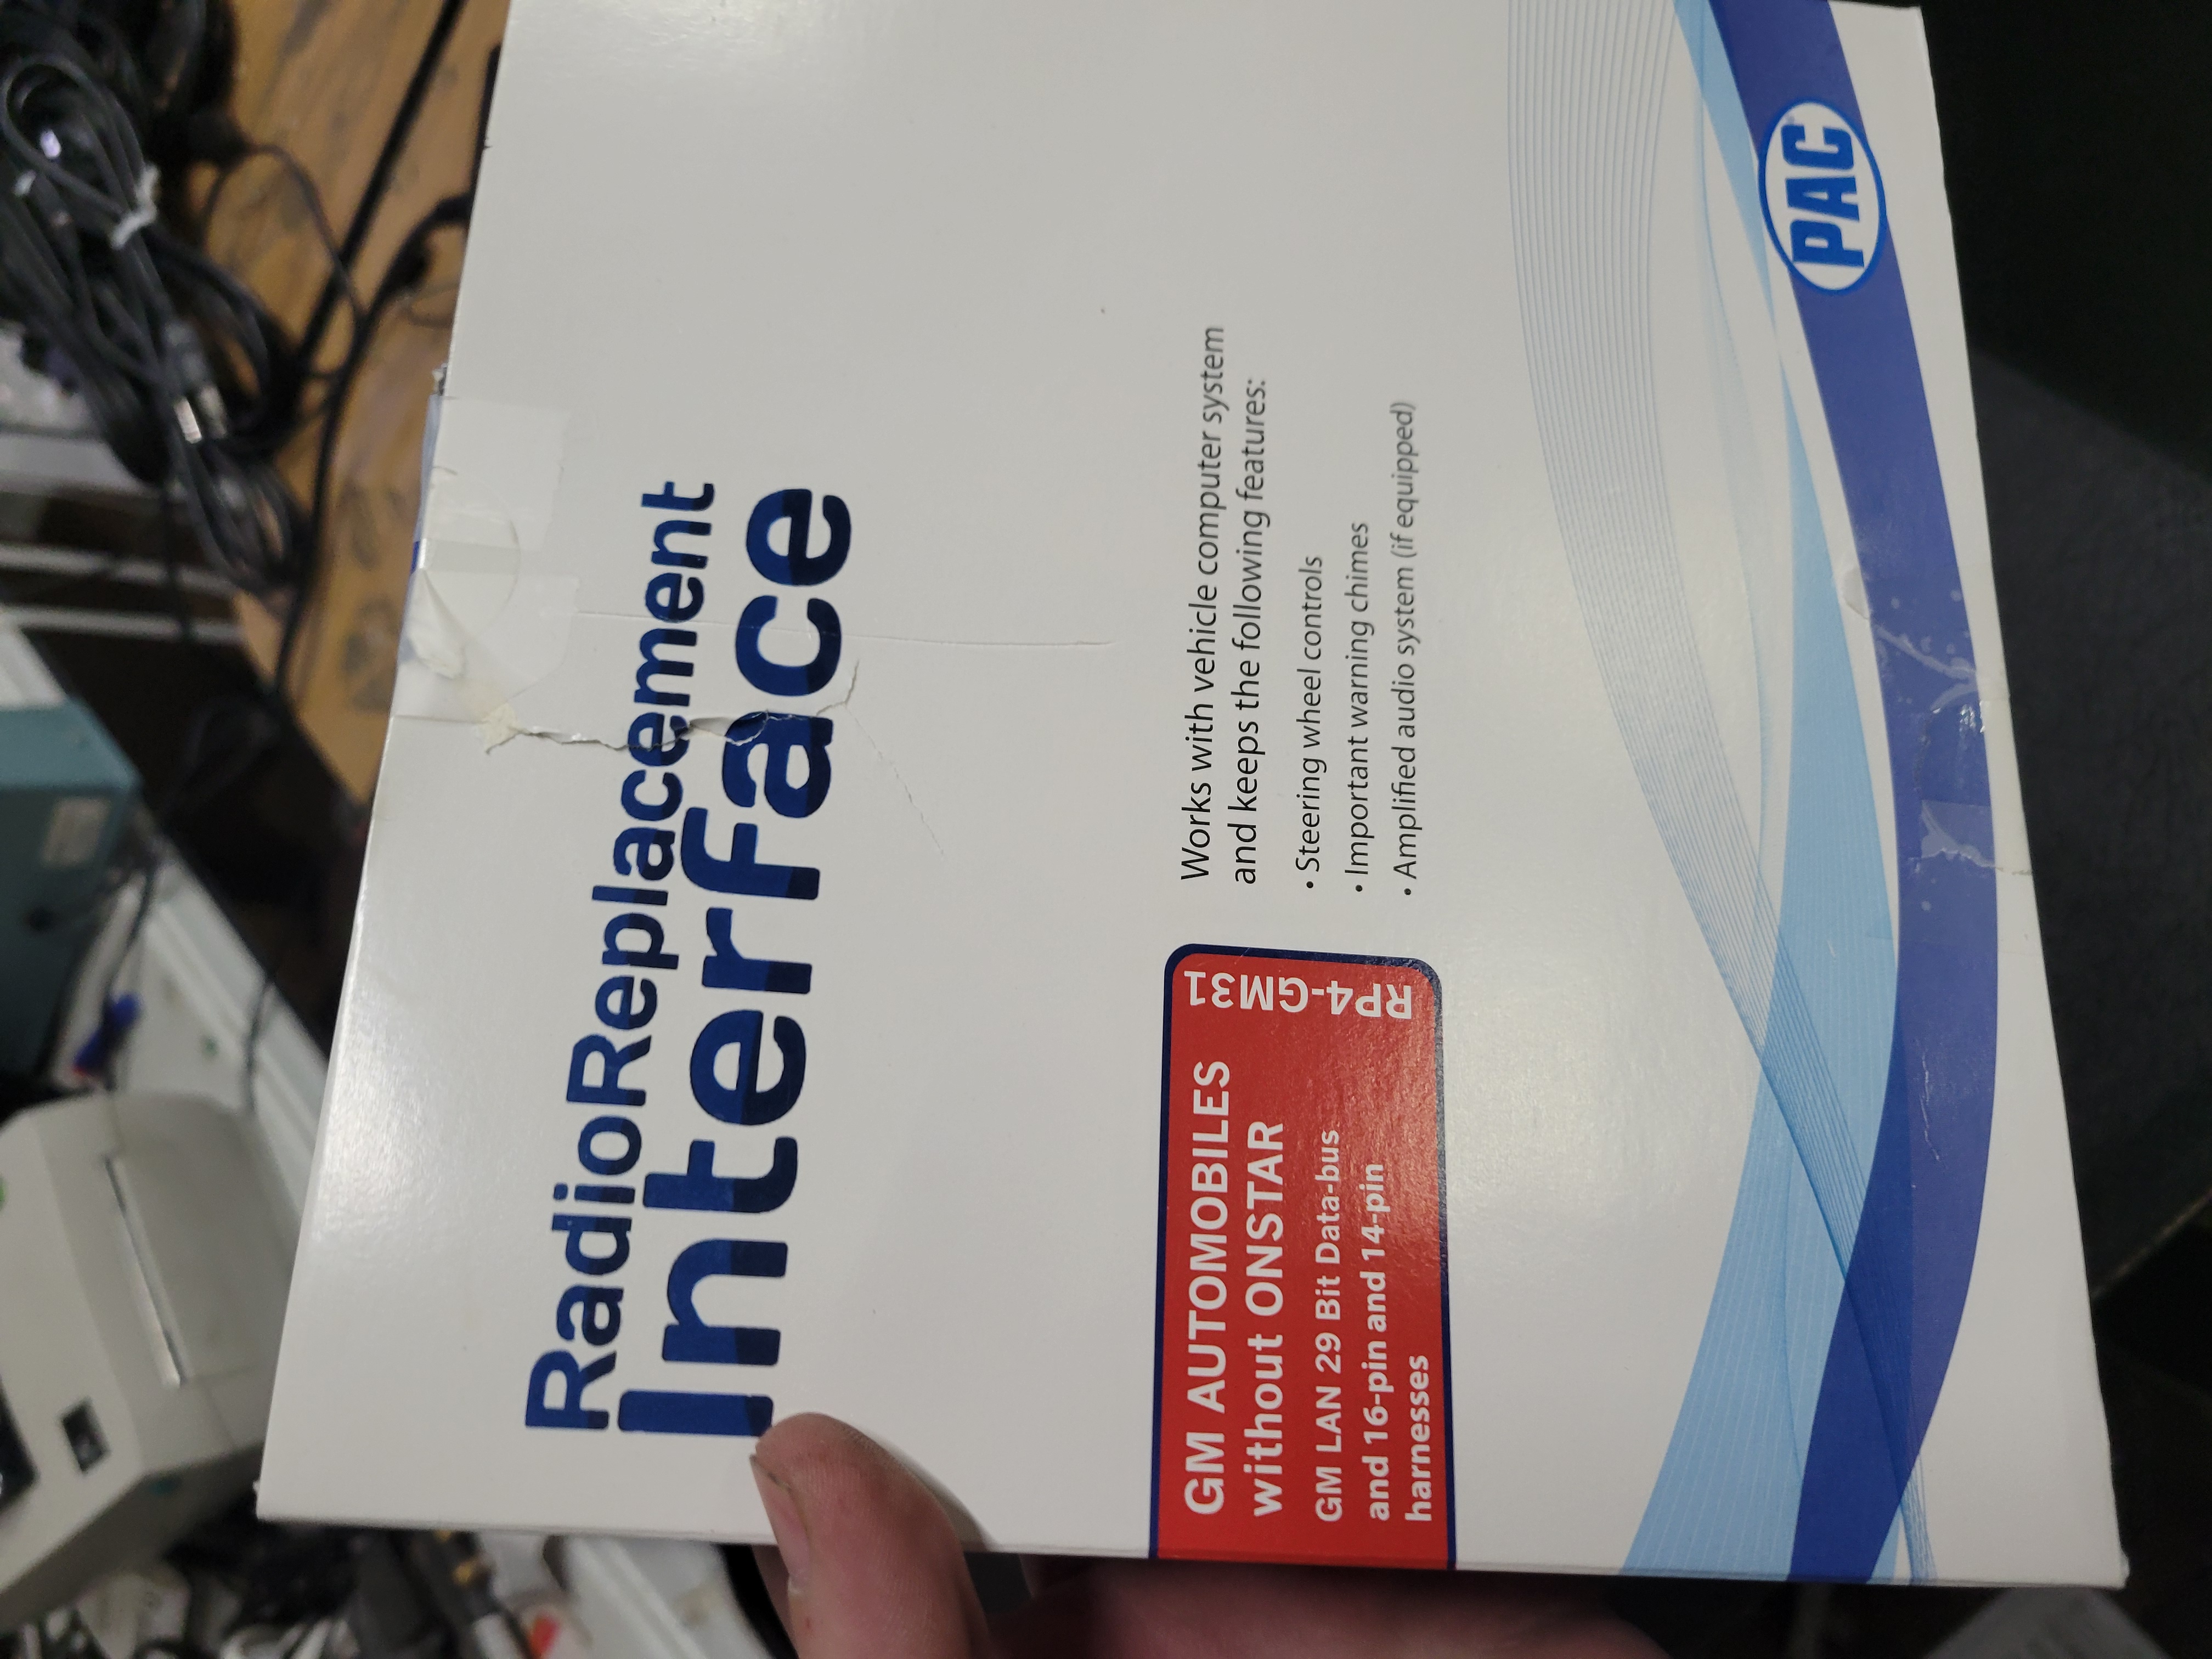 RadioReplacement
Interface
Works with vehicle computer system
and keeps the following features:
• Steering wheel controls
• Important warning chimes
• Amplified audio system (if equipped)
GM AUTOMOBILES
without ONSTAR
GM LAN 29 Bit Data-bus
and 16-pin and 14-pin
harnesses
RP4-GM31
PAC